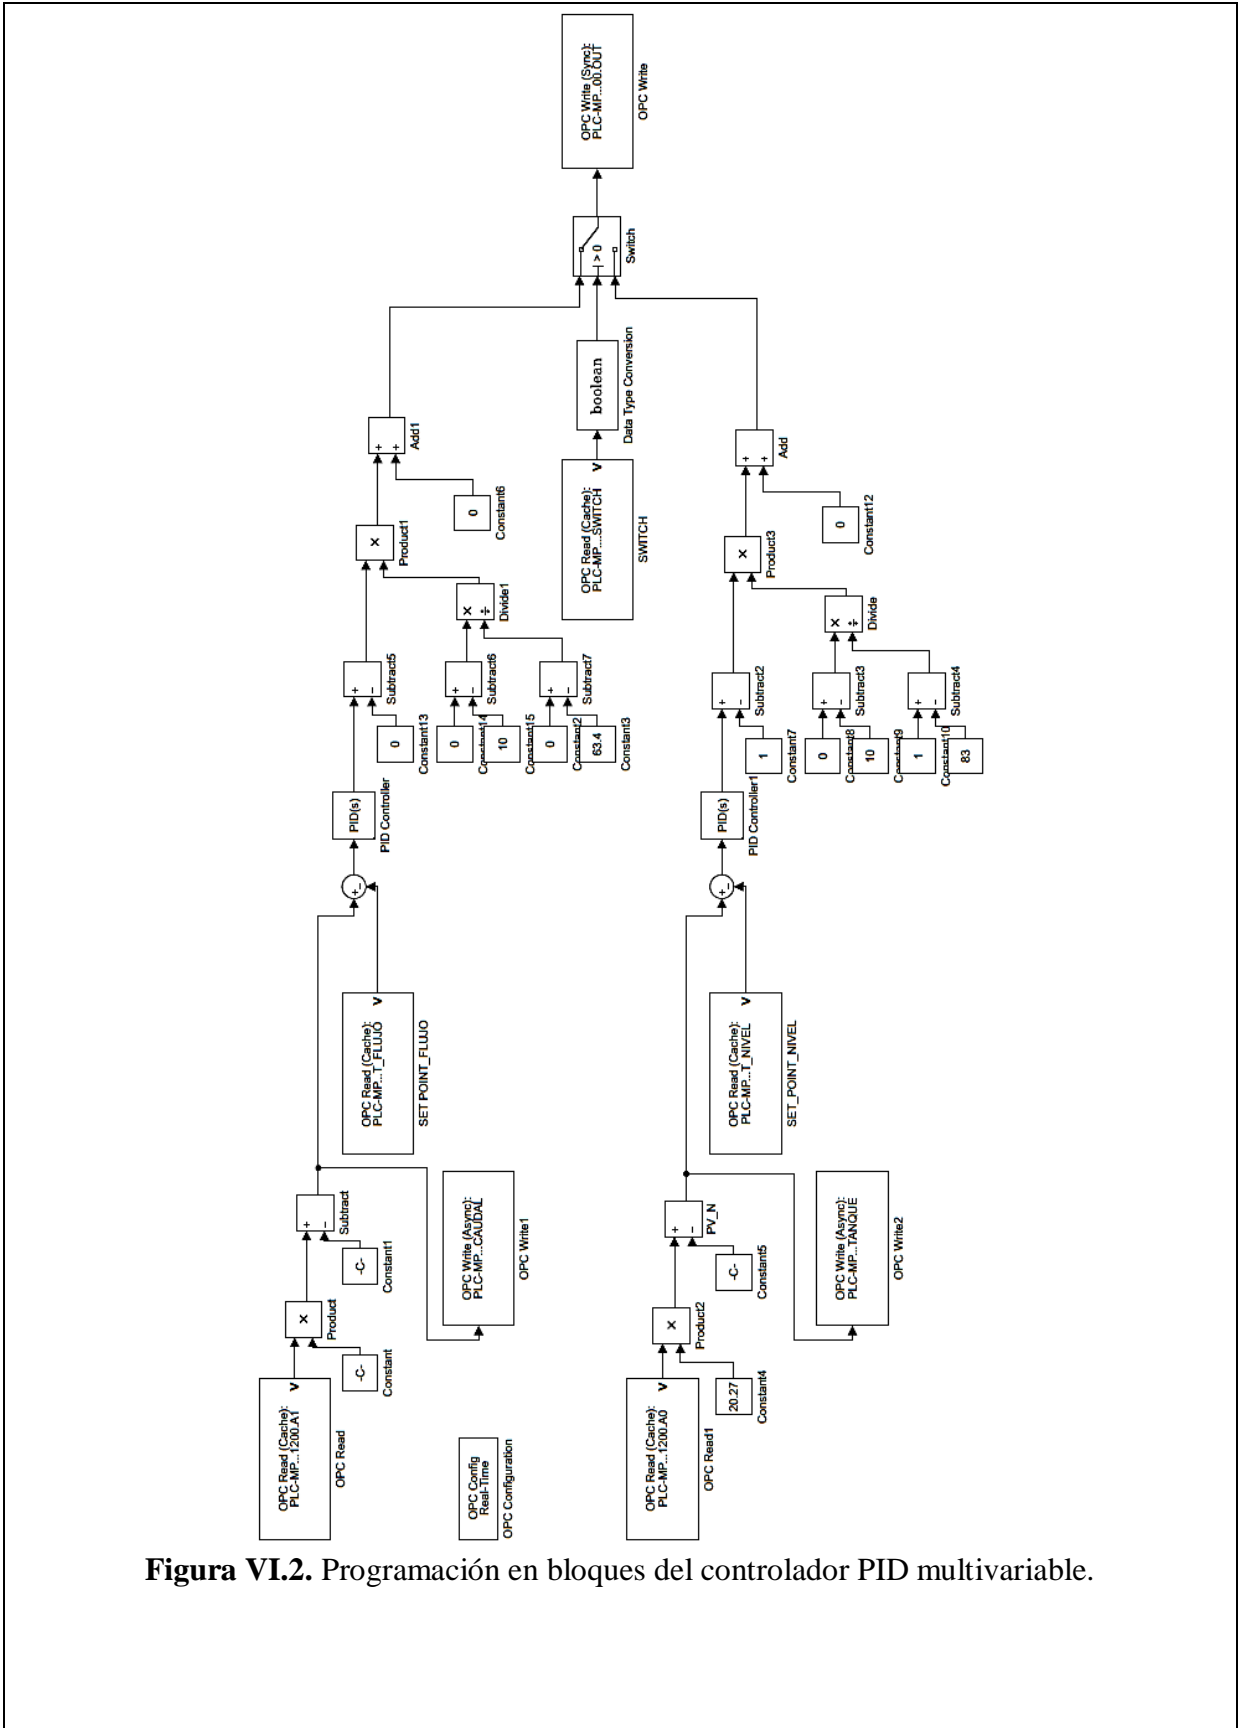 OPC Read (Cache):
PLC-MP...1200.A1
V
OPC Read
-C-
Constant
×
Product
-C-
Constant1
+
−
Subtract
OPC Write (Async):
PLC-MP...CAUDAL
OPC Write1
OPC Read (Cache):
PLC-MP...T_FLUJO
V
SET POINT_FLUJO
+
−
PID(s)
PID Controller
0
Constant13
+
−
Subtract5
0
Constant14
10
Constant15
+
−
Subtract6
0
Constant2
63.4
Constant3
+
−
Subtract7
×
÷
Divide1
×
Product1
0
Constant6
+
+
Add1
OPC Config
Real-Time
OPC Configuration
OPC Read (Cache):
PLC-MP....SWITCH
V
SWITCH
boolean
Data Type Conversion
| > 0
Switch
OPC Write (Sync):
PLC-MP...00.OUT
OPC Write
OPC Read (Cache):
PLC-MP...1200.A0
V
OPC Read1
20.27
Constant4
×
Product2
-C-
Constant5
+
−
PV_N
OPC Write (Async):
PLC-MP...TANQUE
OPC Write2
OPC Read (Cache):
PLC-MP...T_NIVEL
V
SET_POINT_NIVEL
+
−
PID(s)
PID Controller1
1
Constant7
+
−
Subtract2
0
Constant8
10
Constant9
+
−
Subtract3
1
Constant10
83
+
−
Subtract4
×
÷
Divide
×
Product3
0
Constant12
+
+
Add
Figura VI.2. Programación en bloques del controlador PID multivariable.